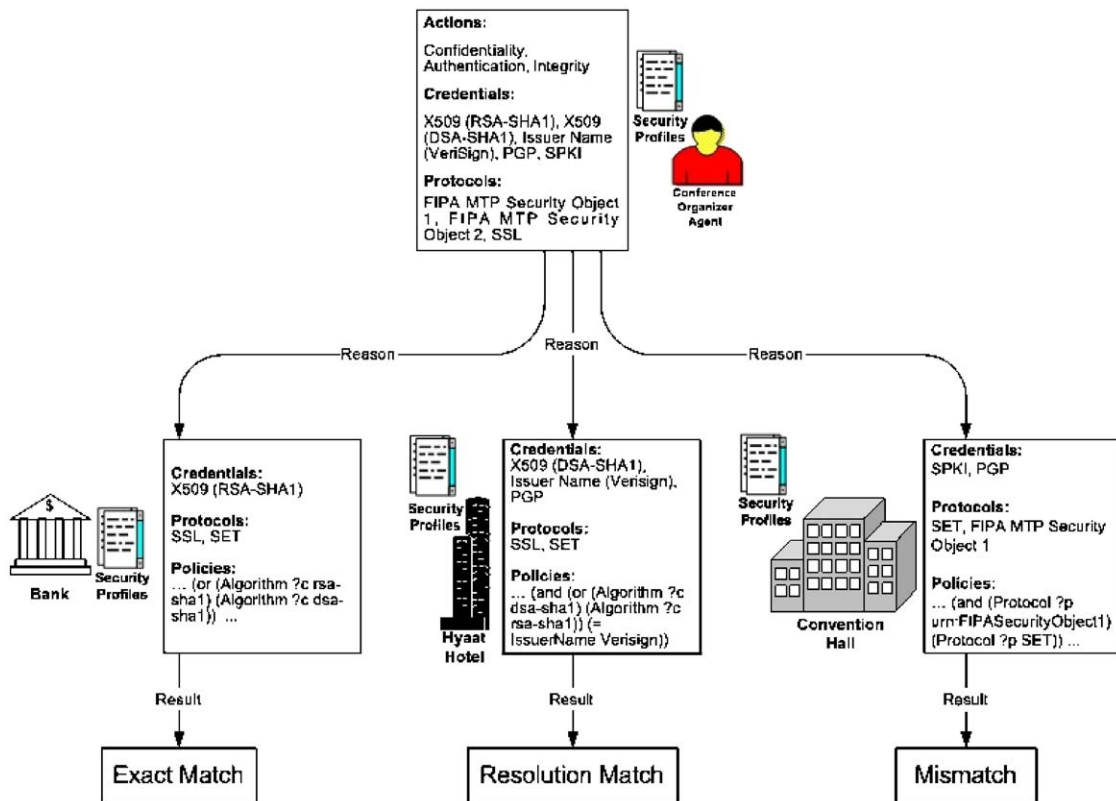 Actions:
Confidentiality,
Authentication, Integrity
Credentials:
X509 (RSA-SHA1), X509
(DSA-SHA1), Issuer Name
(VeriSign), PGP, SPKI
Protocols:
FIPA MTP Security Object
1, FIPA MTP Security
Object 2, SSL
Security
Profiles
Conference
Organizer
Agent
Reason
Reason
Reason
Bank
Security
Profiles
Credentials:
X509 (RSA-SHA1)
Protocols:
SSL, SET
Policies:
... (or (Algorithm ?c rsa-
sha1) (Algorithm ?c dsa-
sha1)) ...
Security
Profiles
Hyaat
Hotel
Credentials:
X509 (DSA-SHA1),
Issuer Name (Verisign),
PGP
Protocols:
SSL, SET
Policies:
... (and (or (Algorithm ?c
dsa-sha1) (Algorithm ?c
rsa-sha1)) (=
IssuerName Verisign))
Security
Profiles
Convention
Hall
Credentials:
SPKI, PGP
Protocols:
SET, FIPA MTP Security
Object 1
Policies:
... (and (Protocol ?p
urn:FIPASecurityObject1)
(Protocol ?p SET)) ...
Result
Result
Result
Exact Match
Resolution Match
Mismatch